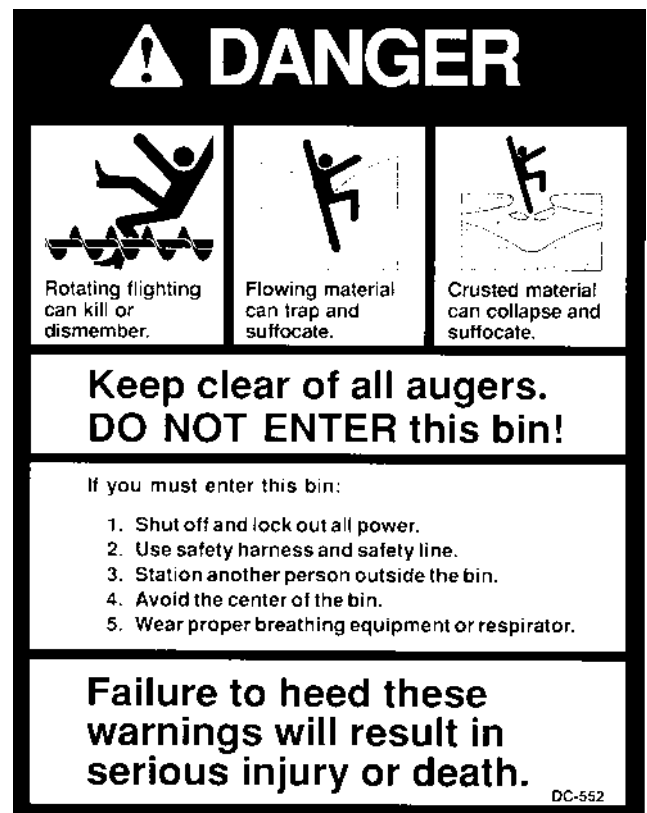 DANGER
Rotating flighting
can kill or
dismember.
Flowing material
can trap and
suffocate.
Crusted material
can collapse and
suffocate.
Keep clear of all augers.
DO NOT ENTER this bin!
If you must enter this bin:
1. Shut off and lock out all power.
2. Use safety harness and safety line.
3. Station another person outside the bin.
4. Avoid the center of the bin.
5. Wear proper breathing equipment or respirator.
Failure to heed these
warnings will result in
serious injury or death.
DC-552